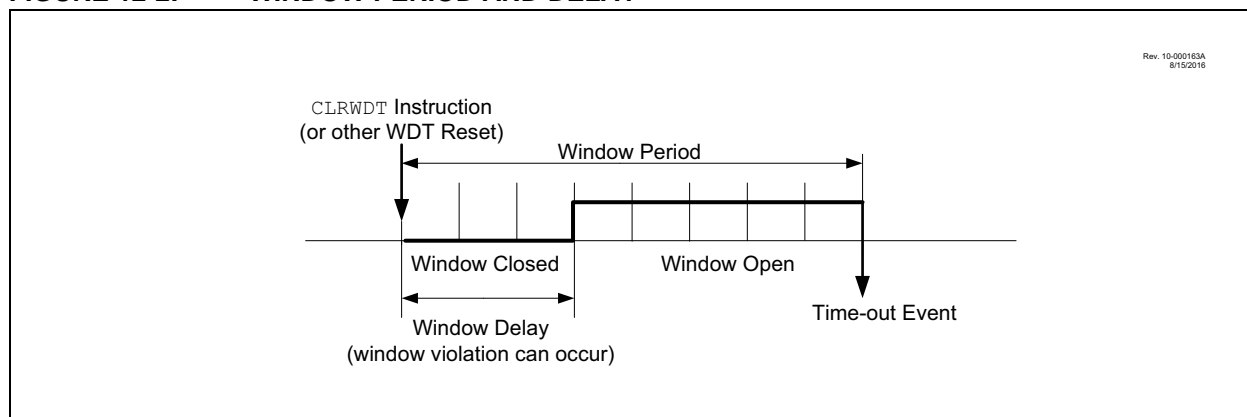 Rev. 10-000163A
8/15/2016
CLRWDT Instruction
(or other WDT Reset)
Window Period
Window Closed
Window Open
Window Delay
(window violation can occur)
Time-out Event